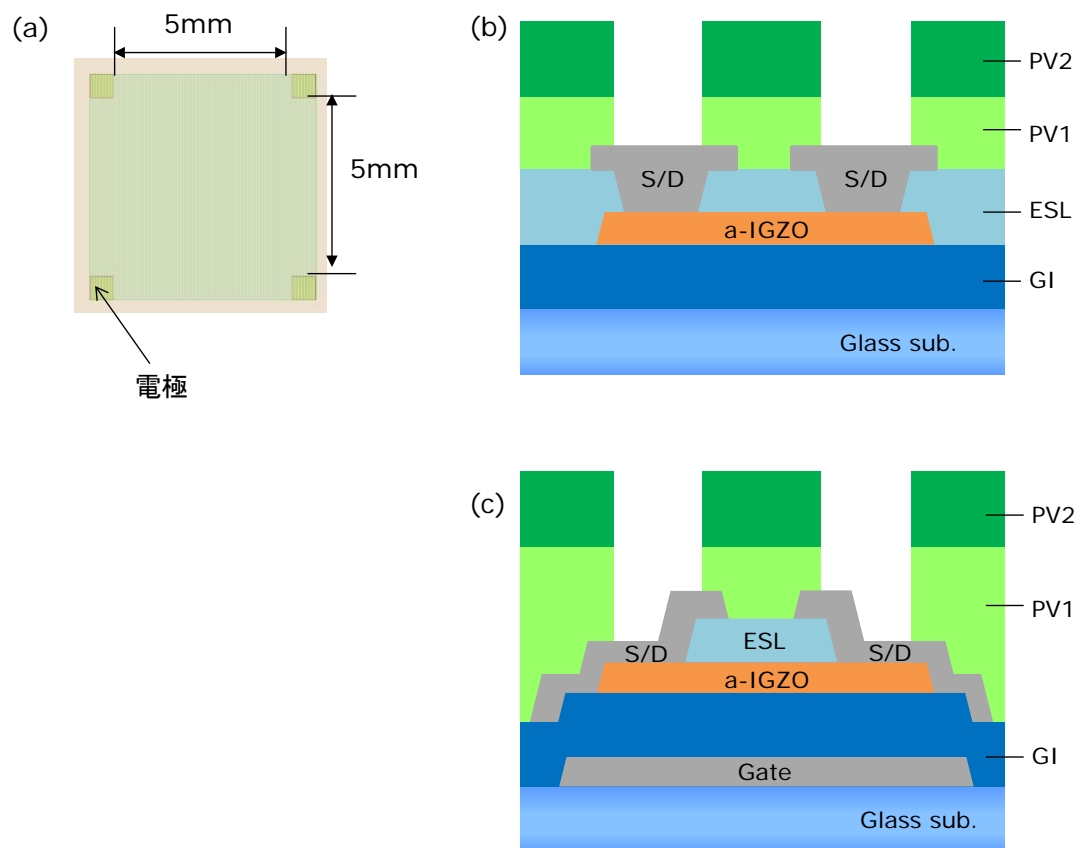 (a)
5mm
5mm
電極
(b)
PV2
PV1
S/D
S/D
ESL
a-IGZO
GI
Glass sub.
(c)
PV2
PV1
ESL
S/D
S/D
a-IGZO
GI
Gate
Glass sub.